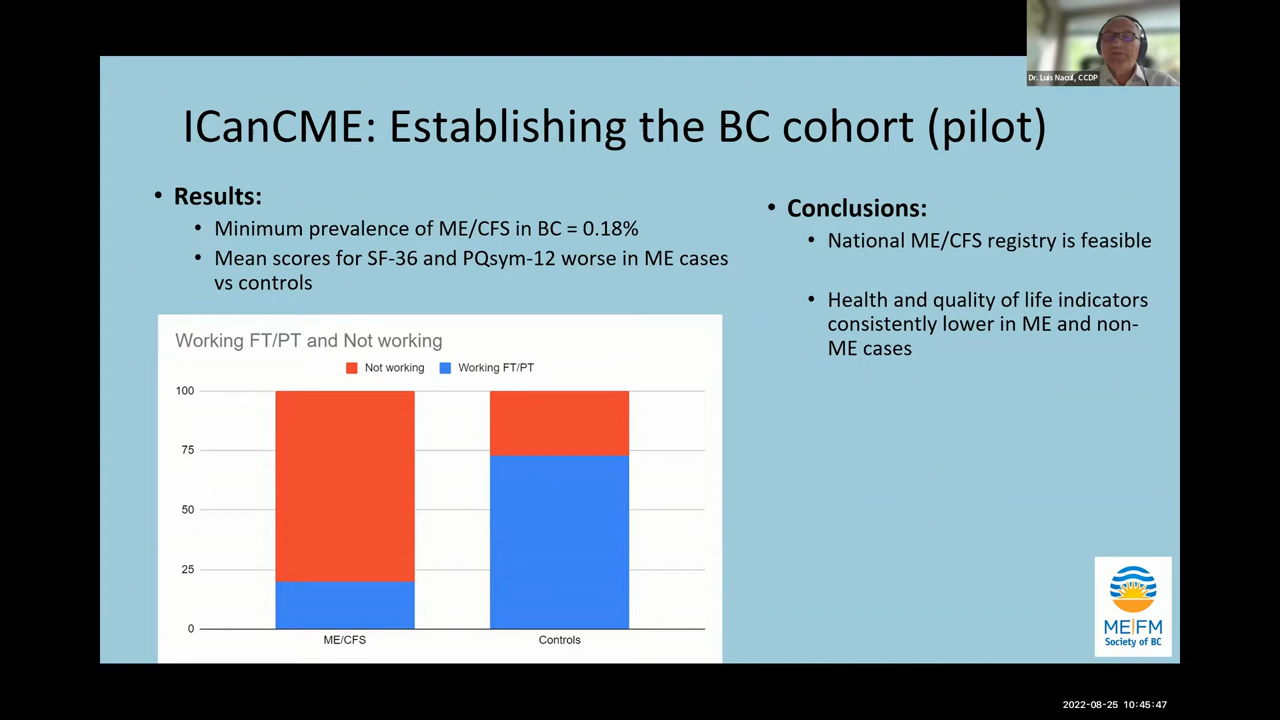 Dr. Luis Nacul, CCDP
ICanCME: Establishing the BC cohort (pilot)
• Results:
• Minimum prevalence of ME/CFS in BC = 0.18%
• Mean scores for SF-36 and PQsym-12 worse in ME cases
vs controls
Working FT/PT and Not working
Not working Working FT/PT
100
75
50
25
0
ME/CFS Controls
• Conclusions:
• National ME/CFS registry is feasible
• Health and quality of life indicators
consistently lower in ME and non-
ME cases
ME|FM
Society of BC
2022-08-25 10:45:47